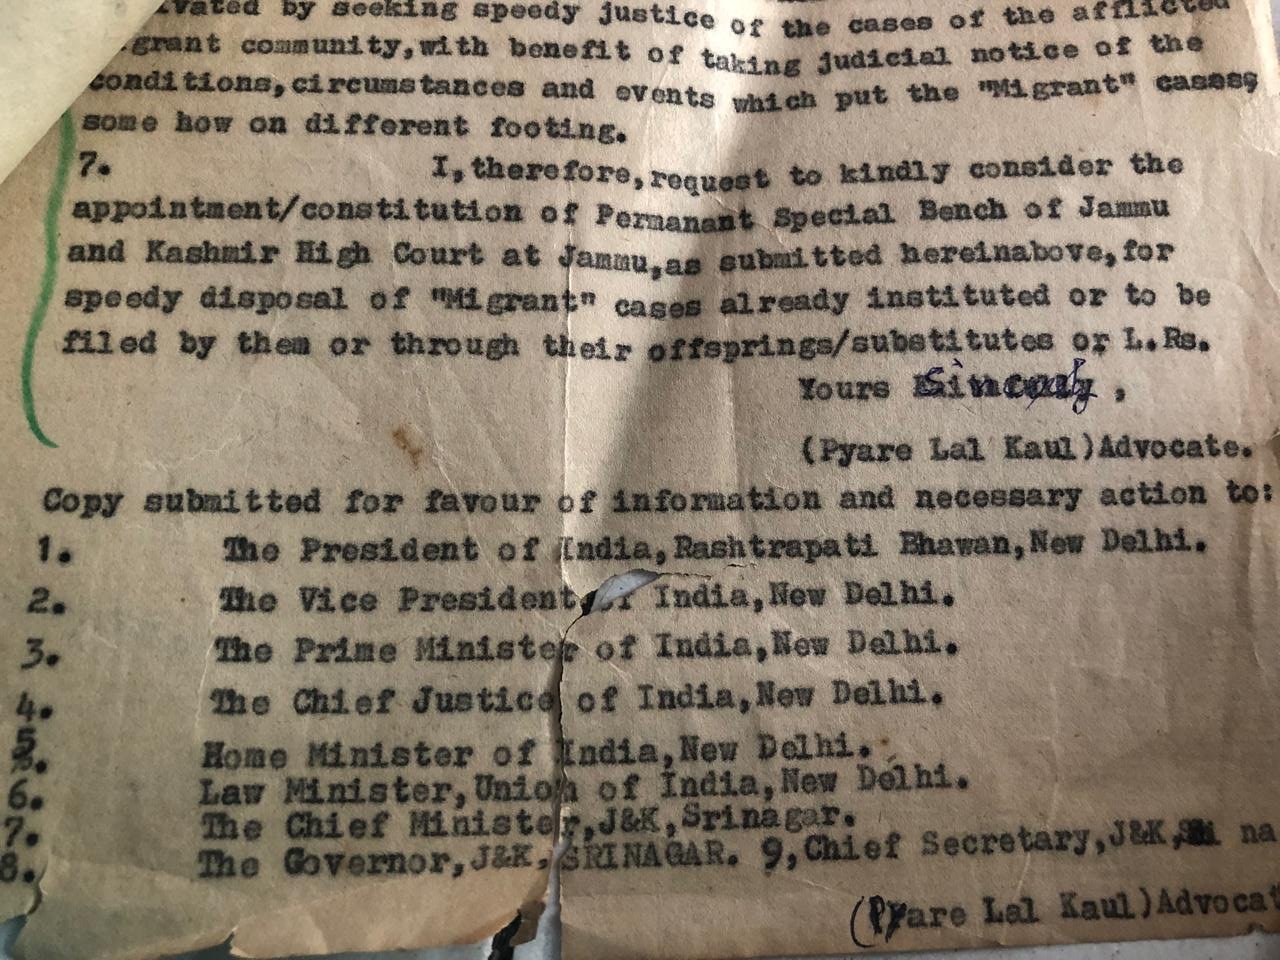 vated by seeking speedy justice of the cases of the afflicted
grant community,with benefit of taking judicial notice of the
conditions,circumstances and events which put the "Migrant" cases,
some how on different footing.
7. I,therefore,request to kindly consider the
appointment/constitution of Permanant Special Bench of Jammu
and Kashmir High Court at Jammu,as submitted hereinabove,for
speedy disposal of "Migrant" cases already instituted or to be
filed by them or through their offsprings/substitutes or L.Rs.
Yours Sincerely,
(Pyare Lal Kaul)Advocate.
Copy submitted for favour of information and necessary action to:
1. The President of India,Rashtrapati Bhawan,New Delhi.
2. The Vice President of India,New Delhi.
3. The Prime Minister of India,New Delhi.
4. The Chief Justice of India,New Delhi.
5. Home Minister of India,New Delhi.
6. Law Minister,Union of India,New Delhi.
7. The Chief Minister,J&K,Srinagar.
8. The Governor,J&K,SRINAGAR. 9,Chief Secretary,J&K, na
(Pyare Lal Kaul)Advocat